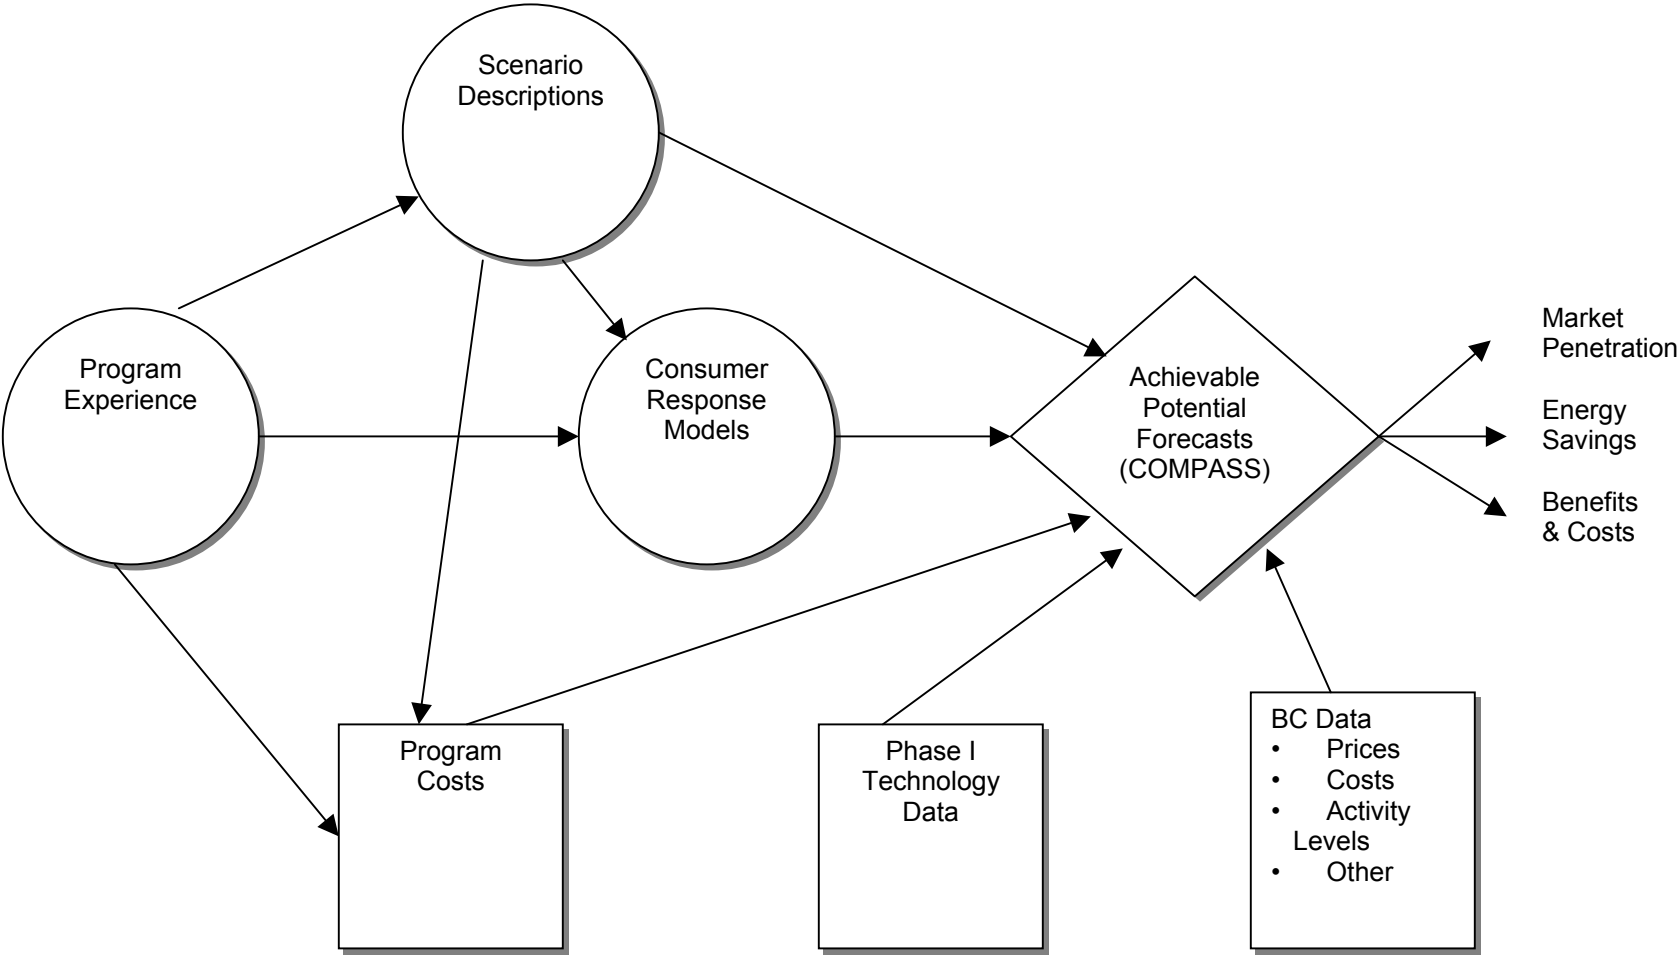 Scenario
Descriptions
Program
Experience
Consumer
Response
Models
Achievable
Potential
Forecasts
(COMPASS)
Market
Penetration
Energy
Savings
Benefits
& Costs
Program
Costs
Phase I
Technology
Data
BC Data
• Prices
• Costs
• Activity
Levels
• Other